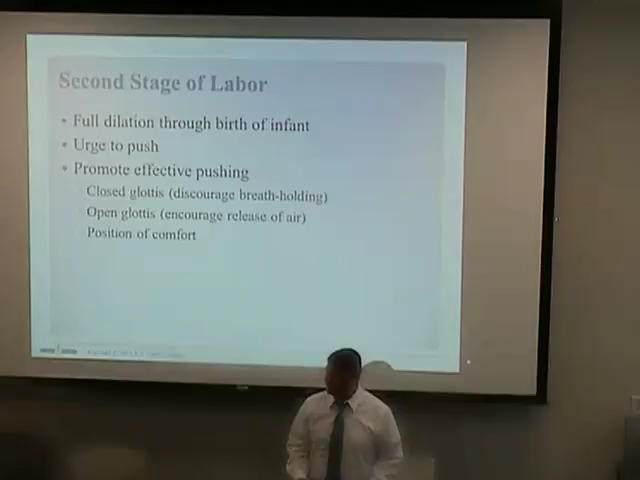 Second Stage of Labor
• Full dilation through birth of infant
• Urge to push
• Promote effective pushing
Closed glottis (discourage breath-holding)
Open glottis (encourage release of air)
Position of comfort